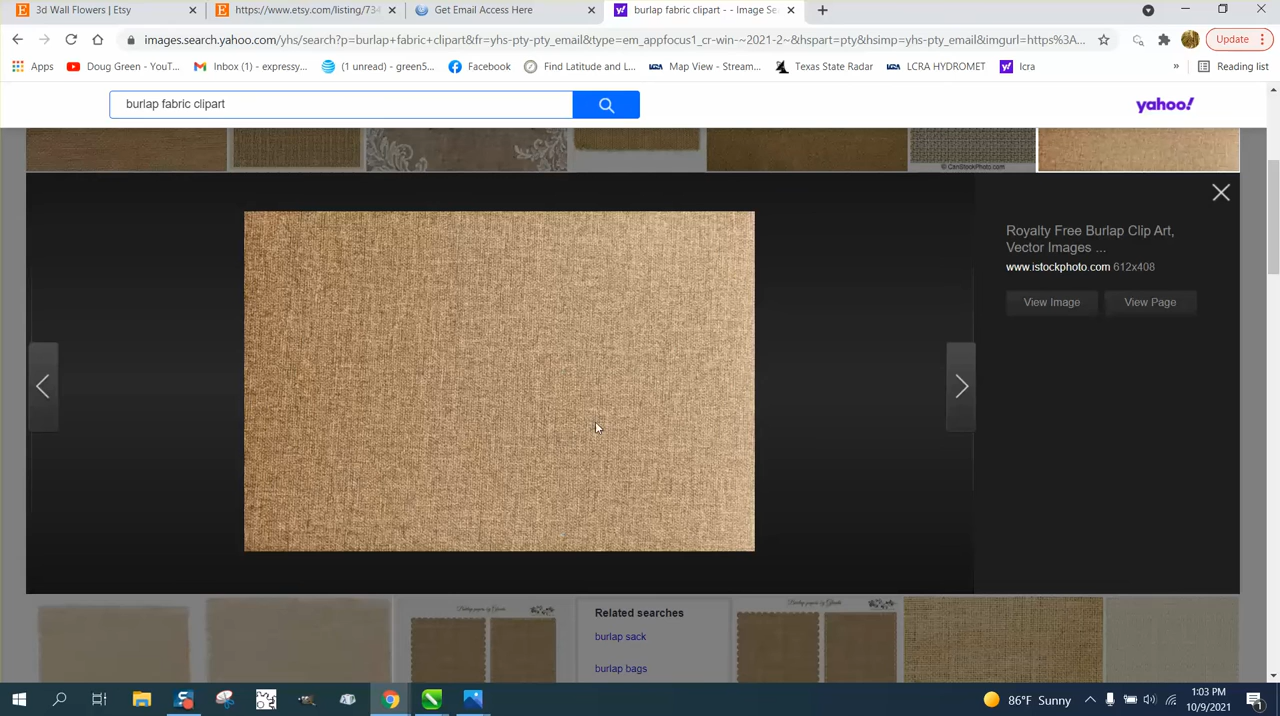 3d Wall Flowers | Etsy
https://www.etsy.com/listing/734
Get Email Access Here
burlap fabric clipart - - Image Se
images.search.yahoo.com/yhs/search?p=burlap+fabric+clipart&fr=yhs-pty-pty_email&type=em_appfocus1_cr-win-~2021-2~&hspart=pty&hsimp=yhs-pty_email&imgurl=https%3A...
Update
Apps
Doug Green - YouT...
Inbox (1) - expressy...
(1 unread) - green5...
Facebook
Find Latitude and L...
Map View - Stream...
Texas State Radar
LCRA HYDROMET
lcra
»
Reading list
burlap fabric clipart
yahoo!
© CanStockPhoto.com
Royalty Free Burlap Clip Art,
Vector Images ...
www.istockphoto.com 612x408
View Image
View Page
Related searches
burlap sack
burlap bags
86°F Sunny
1:03 PM
10/9/2021